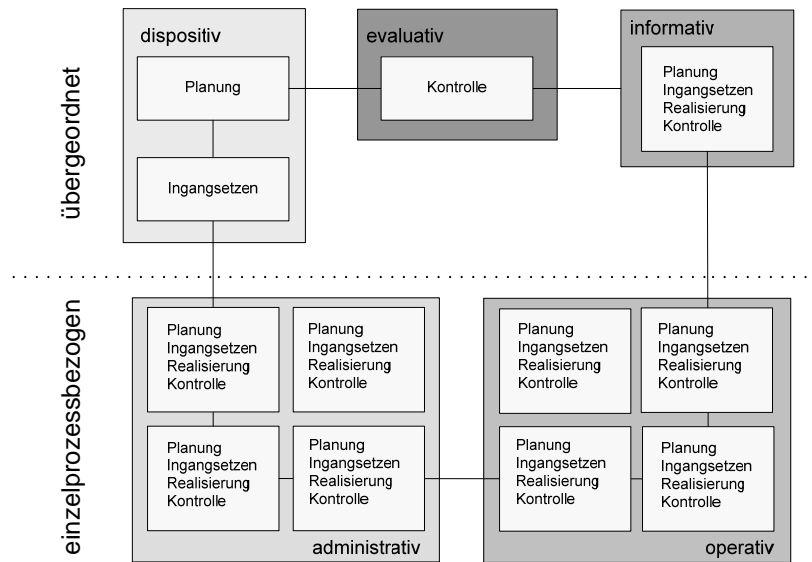 übergeordnet
dispositiv
Planung
Ingangsetzen
evaluativ
Kontrolle
informativ
Planung
Ingangsetzen
Realisierung
Kontrolle
einzelprozessbezogen
Planung
Ingangsetzen
Realisierung
Kontrolle
Planung
Ingangsetzen
Realisierung
Kontrolle
Planung
Ingangsetzen
Realisierung
Kontrolle
Planung
Ingangsetzen
Realisierung
Kontrolle
administrativ
Planung
Ingangsetzen
Realisierung
Kontrolle
Planung
Ingangsetzen
Realisierung
Kontrolle
Planung
Ingangsetzen
Realisierung
Kontrolle
Planung
Ingangsetzen
Realisierung
Kontrolle
operativ